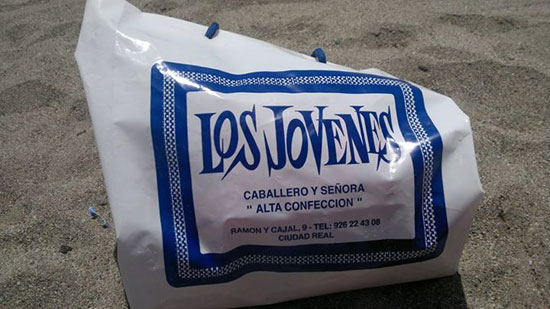 LOS JOVENES
CABALLERO Y SEÑORA
" ALTA CONFECCION "
RAMON Y CAJAL, 9 - TEL: 926 22 43 08
CIUDAD REAL